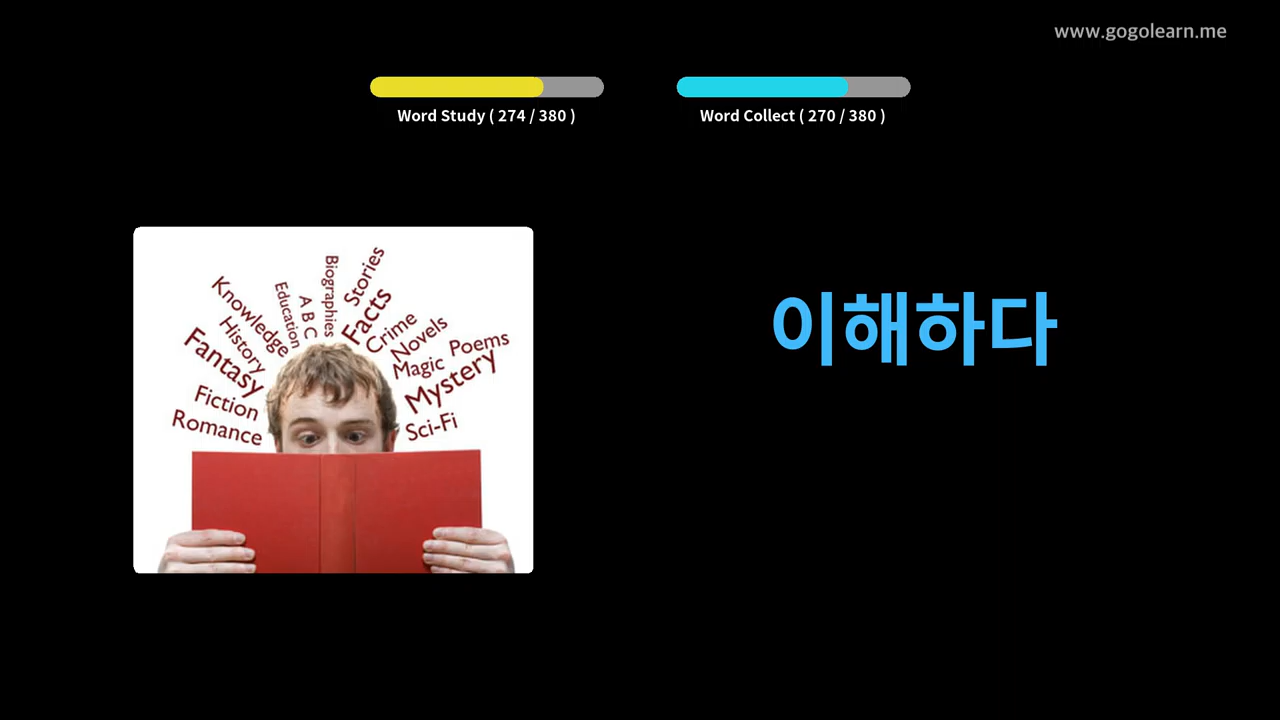 www.gogolearn.me
Word Study ( 274 / 380 )
Word Collect ( 270 / 380 )
Knowledge
Education
A B C
Biographies
Stories
Facts
History
Crime
Novels
Fantasy
Magic
Poems
Mystery
Fiction
Romance
Sci-Fi
이해하다